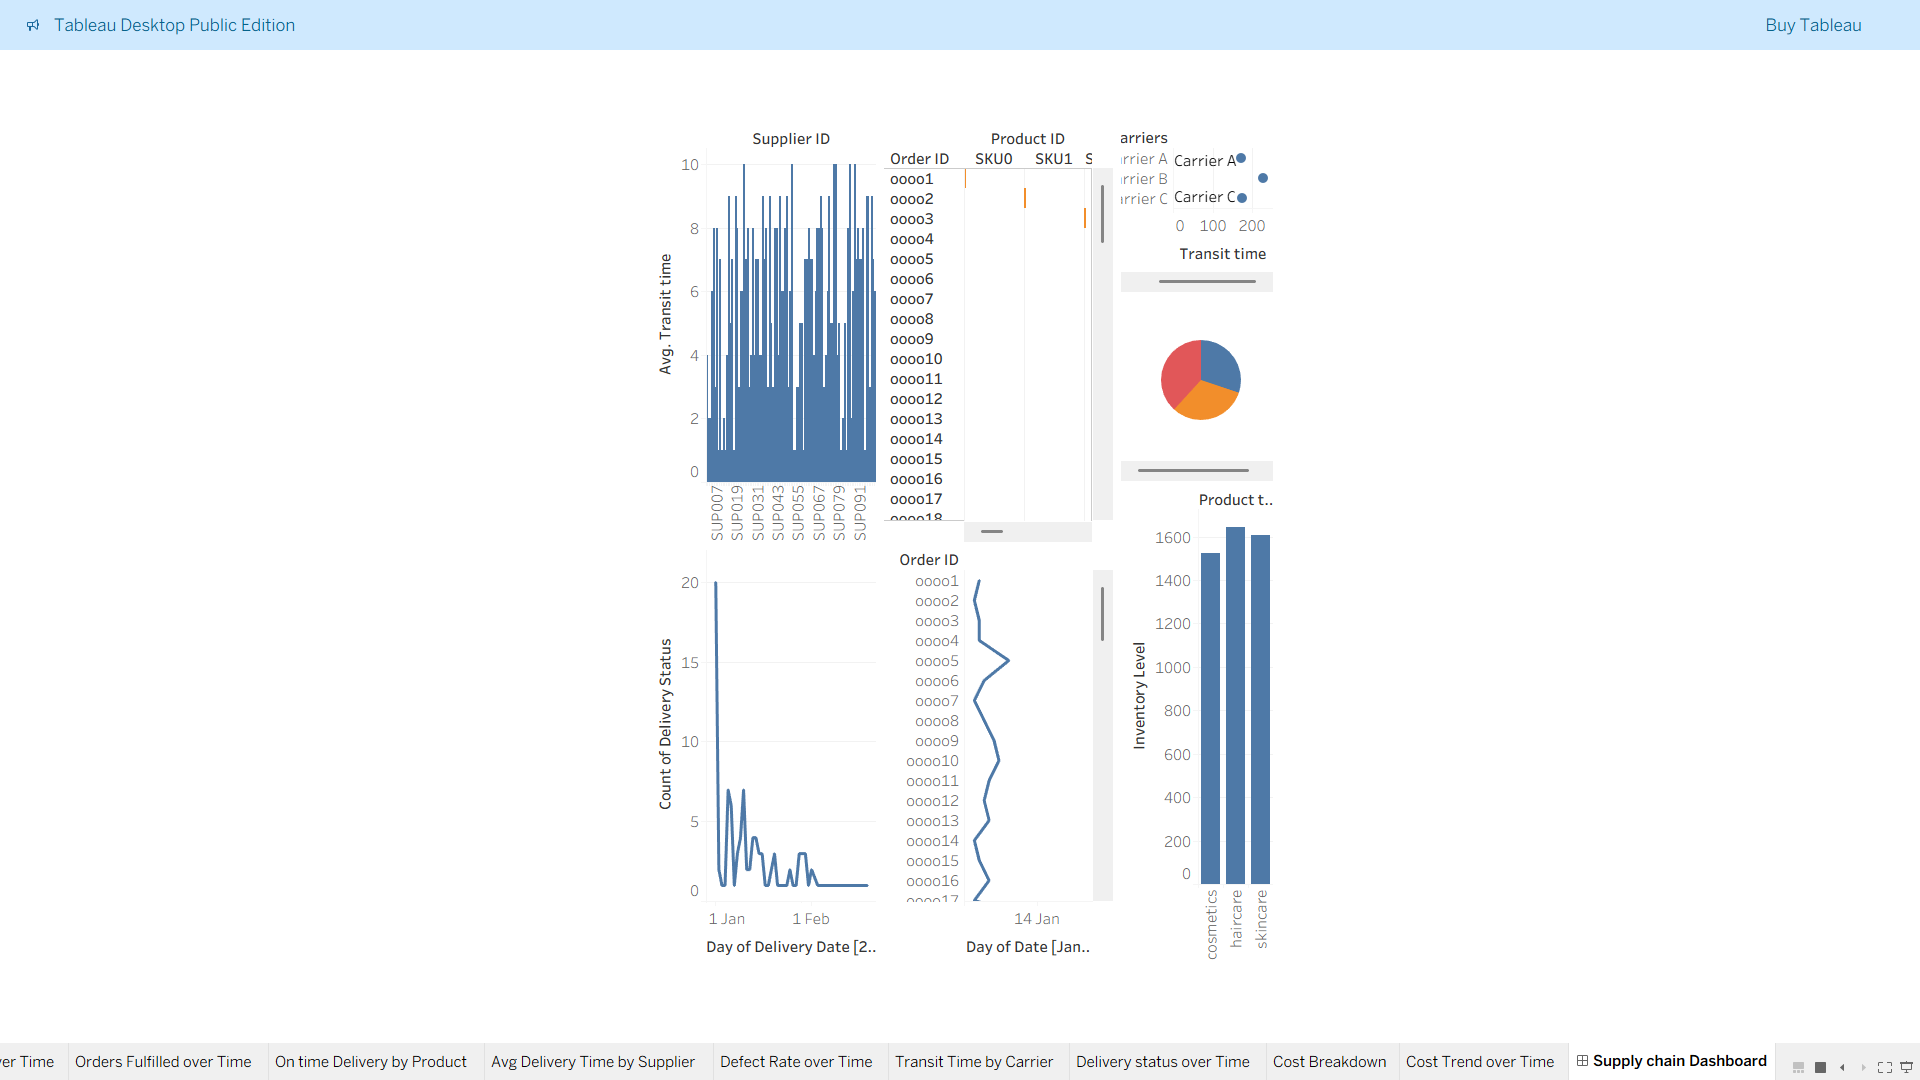 Tableau Desktop Public Edition
Buy Tableau
Supplier ID
10
8
6
4
2
0
Avg. Transit time
SUP007
SUP019
SUP031
SUP043
SUP055
SUP067
SUP079
SUP091
Product ID
Order ID SKU0 SKU1 S
oooo1
oooo2
oooo3
oooo4
oooo5
oooo6
oooo7
oooo8
oooo9
oooo10
oooo11
oooo12
oooo13
oooo14
oooo15
oooo16
oooo17
oooo18
arriers
rrier A Carrier A
rrier B
rrier C Carrier C
0 100 200
Transit time
20
15
10
5
0
Count of Delivery Status
1 Jan 1 Feb
Day of Delivery Date [2..
Order ID
oooo1
oooo2
oooo3
oooo4
oooo5
oooo6
oooo7
oooo8
oooo9
oooo10
oooo11
oooo12
oooo13
oooo14
oooo15
oooo16
oooo17
14 Jan
Day of Date [Jan..
Product t..
1600
1400
1200
1000
800
600
400
200
0
Inventory Level
cosmetics
haircare
skincare
er Time Orders Fulfilled over Time On time Delivery by Product Avg Delivery Time by Supplier Defect Rate over Time Transit Time by Carrier Delivery status over Time Cost Breakdown Cost Trend over Time Supply chain Dashboard